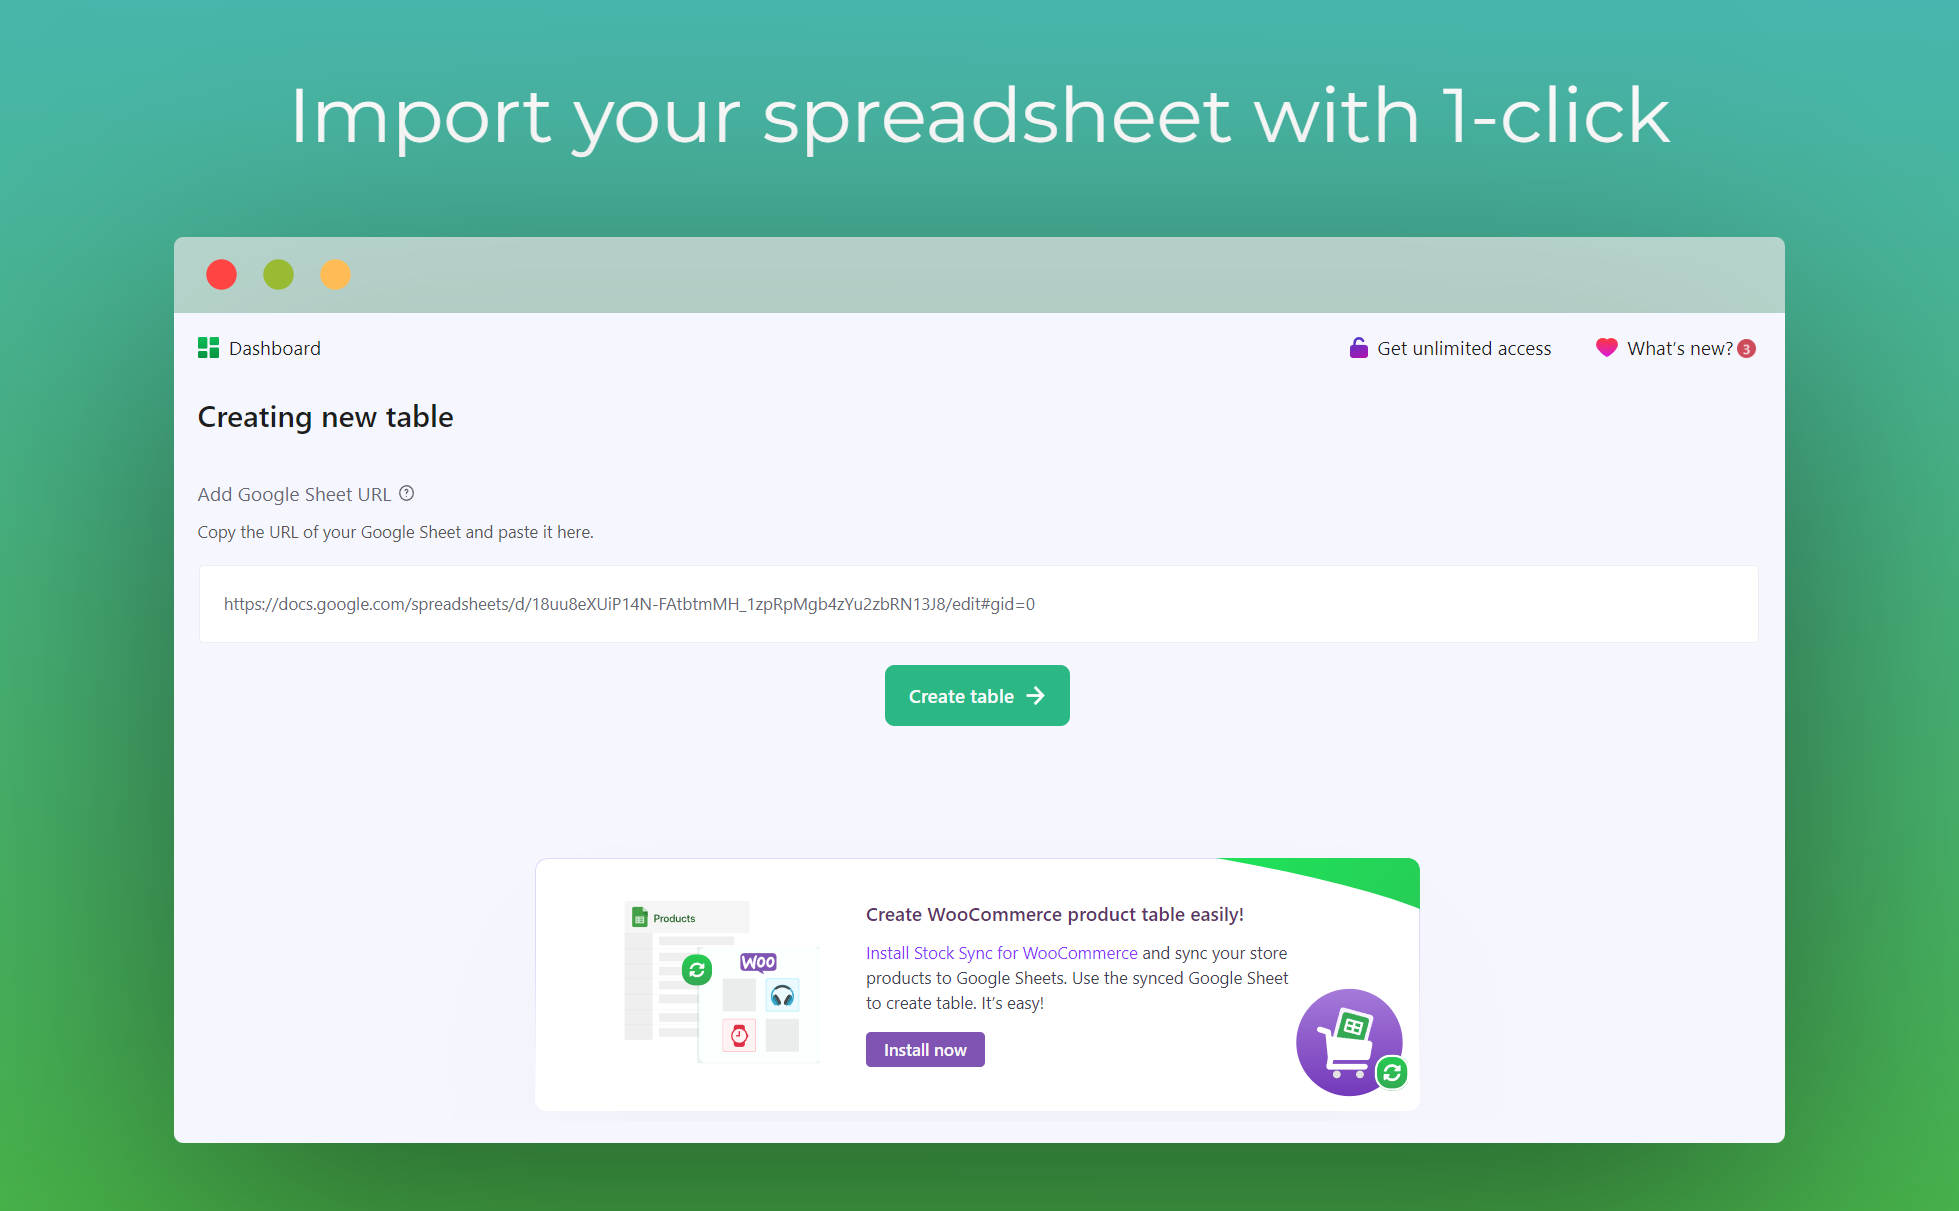 Import your spreadsheet with 1-click
Dashboard
Get unlimited access
What's new? 3
Creating new table
Add Google Sheet URL ?
Copy the URL of your Google Sheet and paste it here.
https://docs.google.com/spreadsheets/d/18uu8eXUiP14N-FAtbtmMH_1zpRpMgb4zYu2zbRN13J8/edit#gid=0
Create table →
Products
WOO
Create WooCommerce product table easily!
Install Stock Sync for WooCommerce and sync your store
products to Google Sheets. Use the synced Google Sheet
to create table. It's easy!
Install now